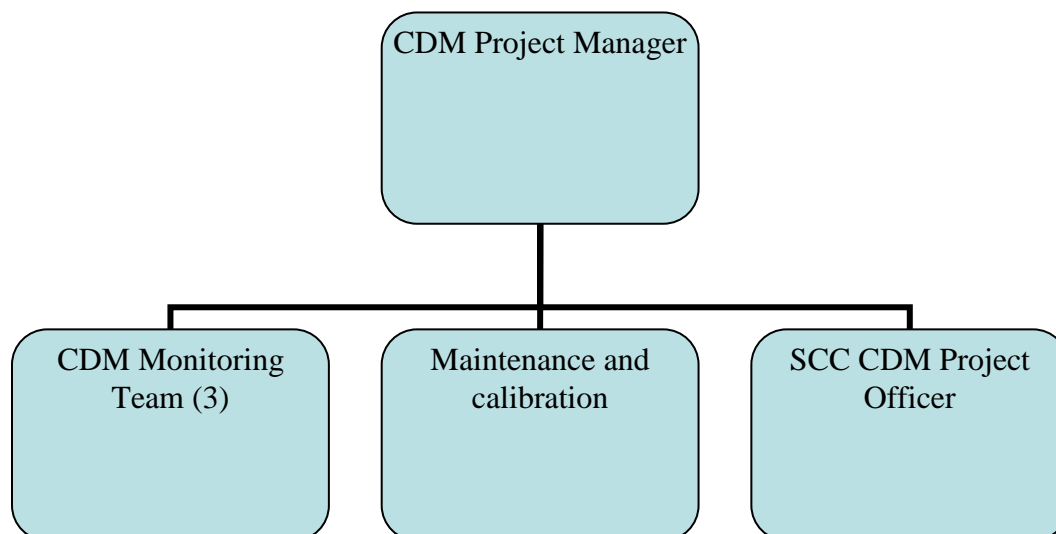 CDM Project Manager
CDM Monitoring
Team (3)
Maintenance and
calibration
SCC CDM Project
Officer